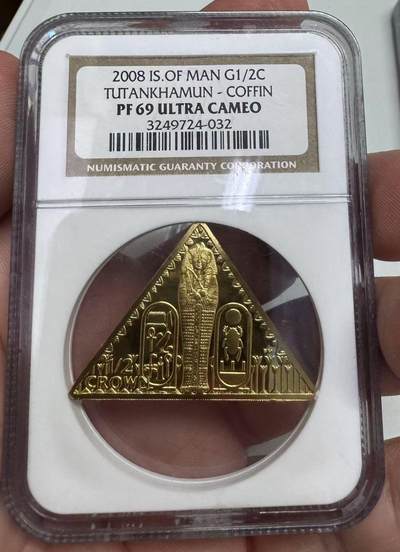 2008 IS.OF MAN G1/2C
TUTANKHAMUN - COFFIN
PF 69 ULTRA CAMEO
3249724-032
NUMISMATIC GUARANTY CORPORATION
1/2
CROWN